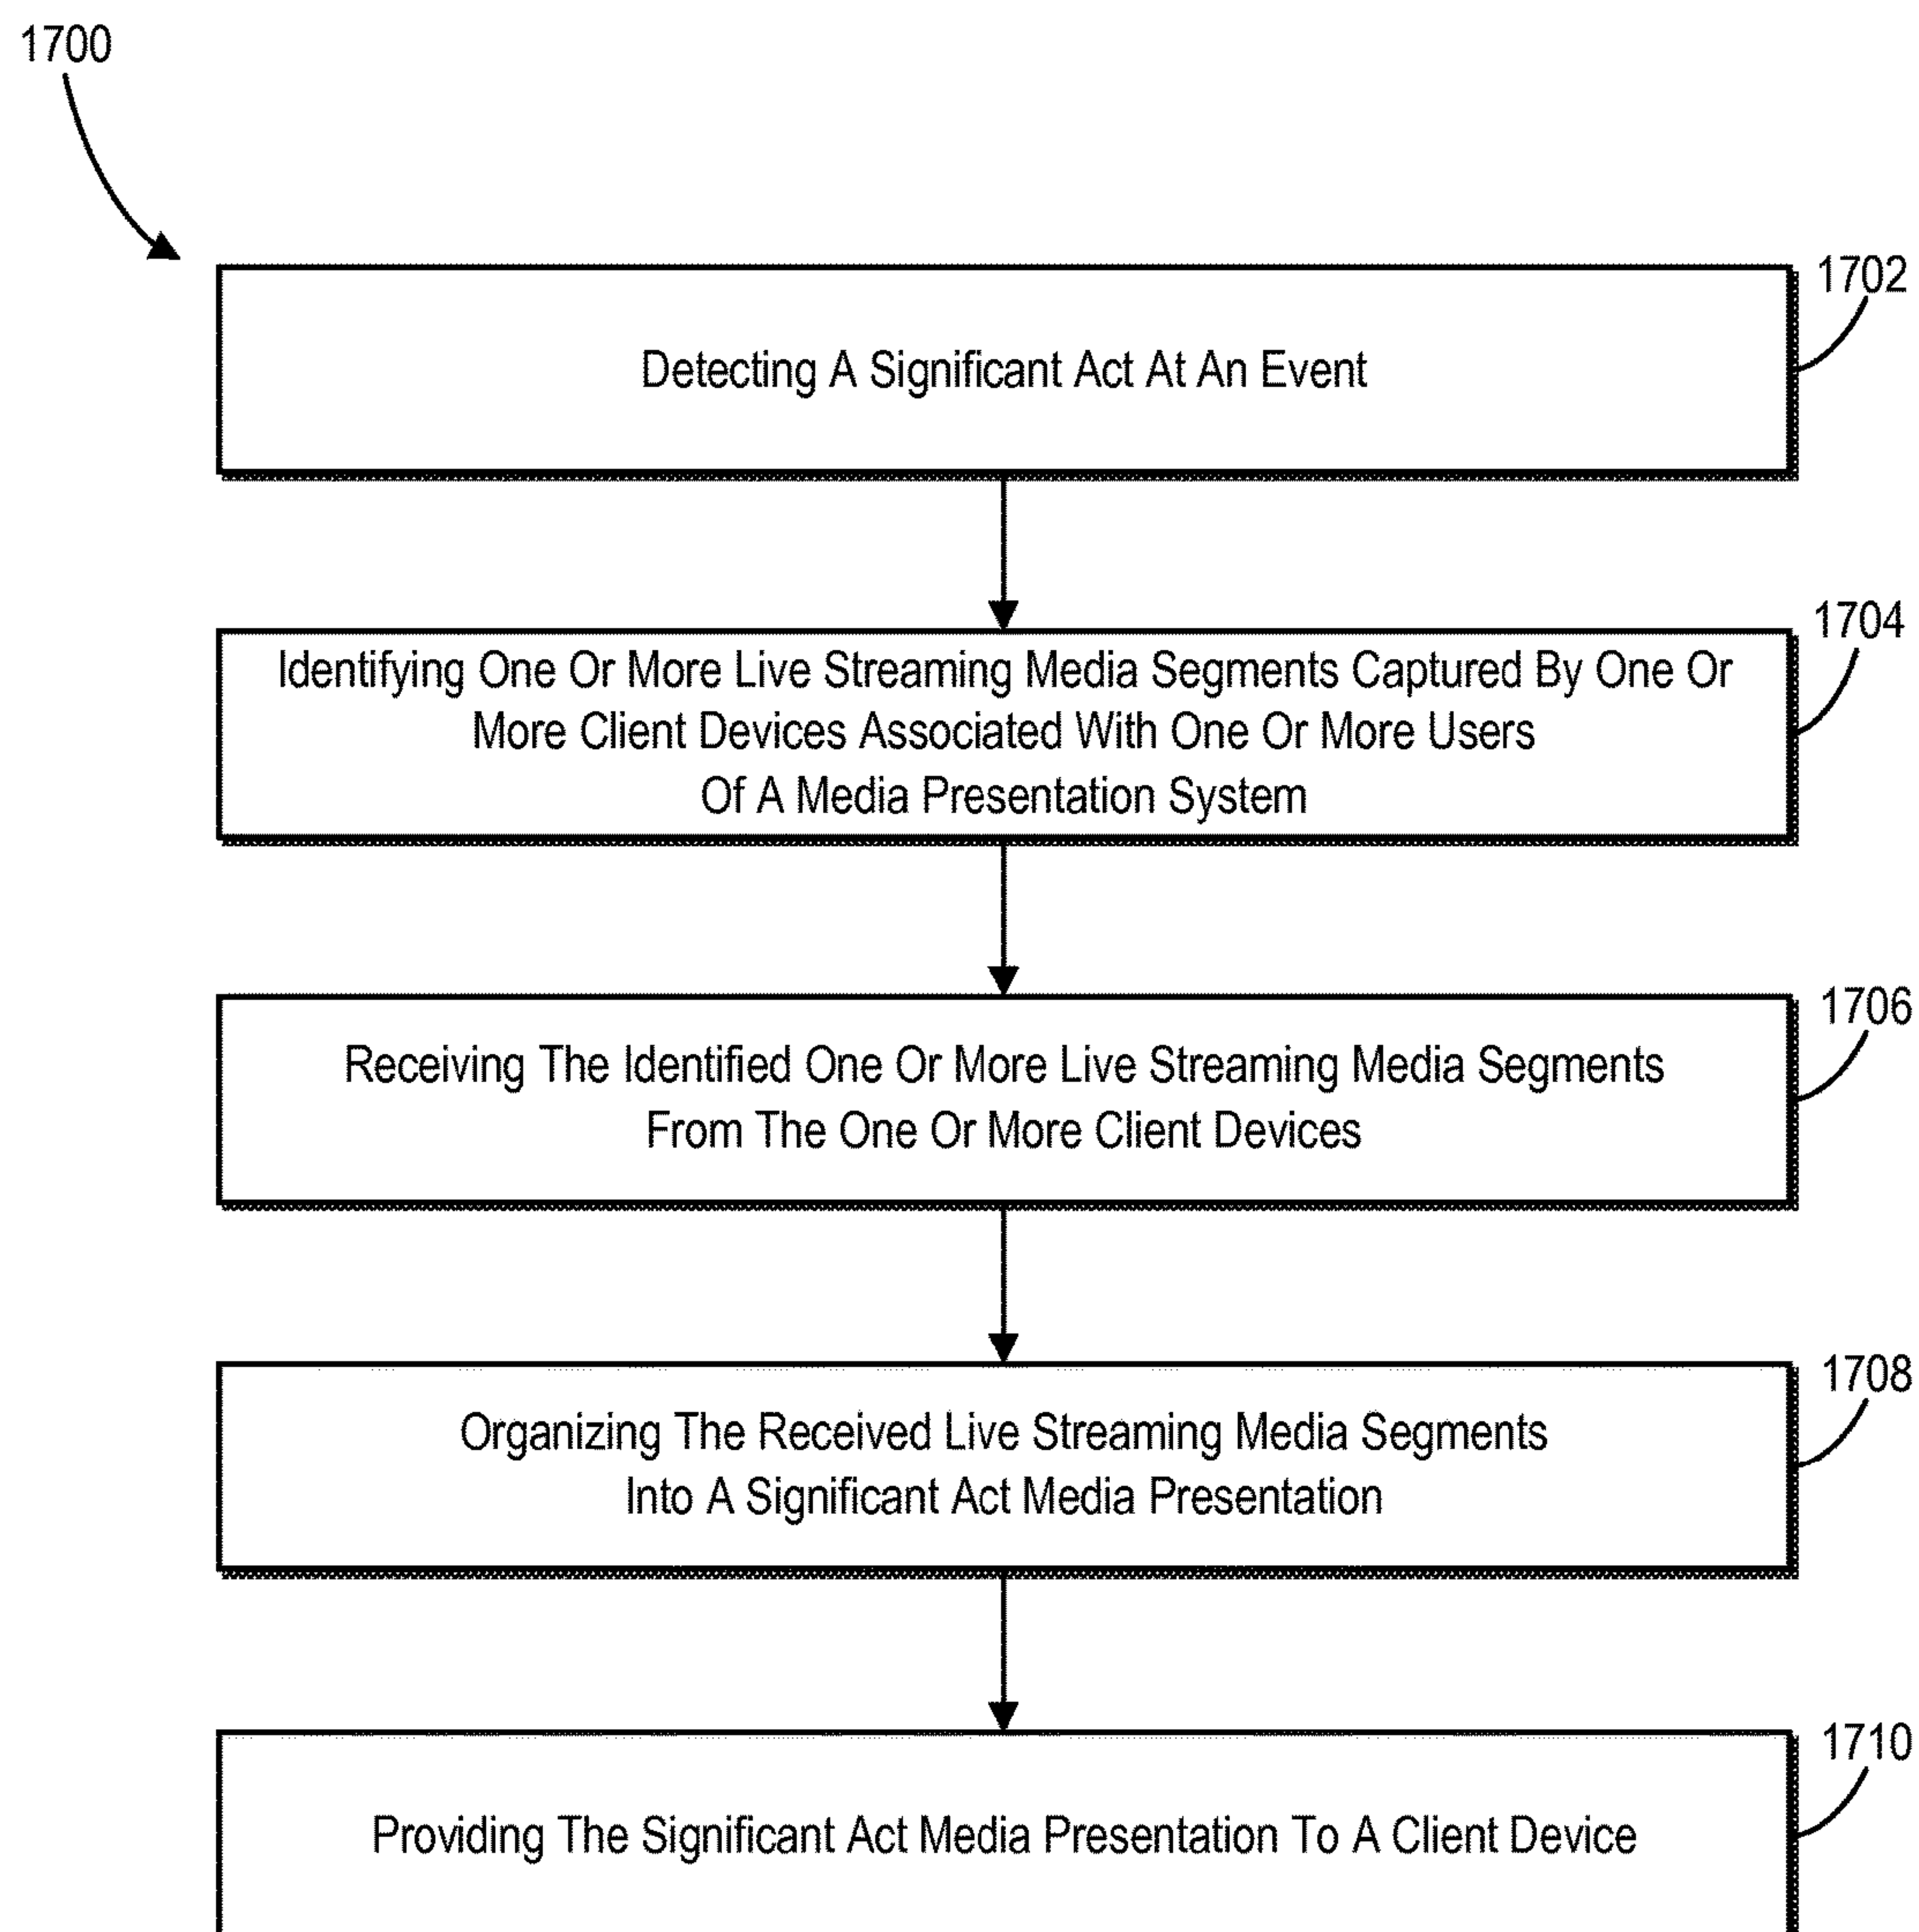 1700
1702
Detecting A Significant Act At An Event
1704
Identifying One Or More Live Streaming Media Segments Captured By One Or
More Client Devices Associated With One Or More Users
Of A Media Presentation System
1706
Receiving The Identified One Or More Live Streaming Media Segments
From The One Or More Client Devices
1708
Organizing The Received Live Streaming Media Segments
Into A Significant Act Media Presentation
1710
Providing The Significant Act Media Presentation To A Client Device